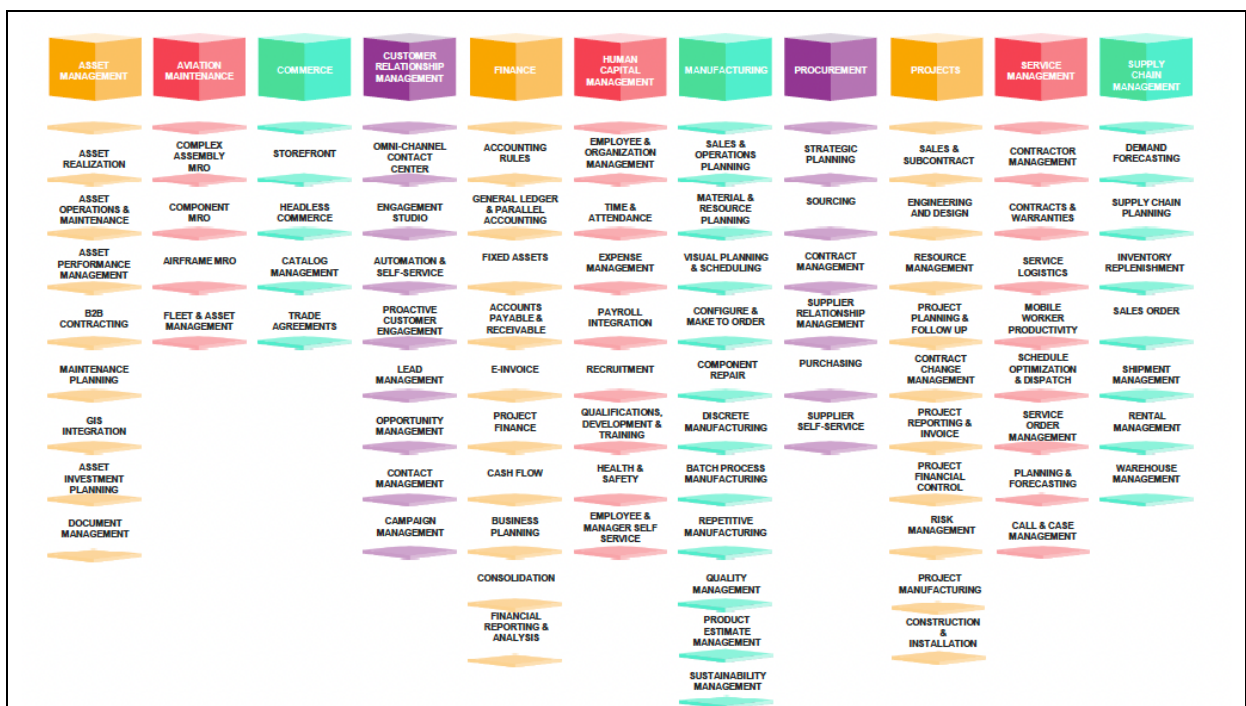 ASSET
MANAGEMENT
AVIATION
MAINTENANCE
COMMERCE
CUSTOMER
RELATIONSHIP
MANAGEMENT
FINANCE
HUMAN
CAPITAL
MANAGEMENT
MANUFACTURING
PROCUREMENT
PROJECTS
SERVICE
MANAGEMENT
SUPPLY
CHAIN
MANAGEMENT
ASSET
REALIZATION
ASSET
OPERATIONS &
MAINTENANCE
ASSET
PERFORMANCE
MANAGEMENT
B2B
CONTRACTING
MAINTENANCE
PLANNING
GIS
INTEGRATION
ASSET
INVESTMENT
PLANNING
DOCUMENT
MANAGEMENT
COMPLEX
ASSEMBLY
MRO
COMPONENT
MRO
AIRFRAME MRO
FLEET & ASSET
MANAGEMENT
STOREFRONT
HEADLESS
COMMERCE
CATALOG
MANAGEMENT
TRADE
AGREEMENTS
OMNI-CHANNEL
CONTACT
CENTER
ENGAGEMENT
STUDIO
AUTOMATION &
SELF-SERVICE
PROACTIVE
CUSTOMER
ENGAGEMENT
LEAD
MANAGEMENT
OPPORTUNITY
MANAGEMENT
CONTACT
MANAGEMENT
CAMPAIGN
MANAGEMENT
ACCOUNTING
RULES
GENERAL LEDGER
& PARALLEL
ACCOUNTING
FIXED ASSETS
ACCOUNTS
PAYABLE &
RECEIVABLE
E-INVOICE
PROJECT
FINANCE
CASH FLOW
BUSINESS
PLANNING
CONSOLIDATION
FINANCIAL
REPORTING &
ANALYSIS
EMPLOYEE &
ORGANIZATION
MANAGEMENT
TIME &
ATTENDANCE
EXPENSE
MANAGEMENT
PAYROLL
INTEGRATION
RECRUITMENT
QUALIFICATIONS,
DEVELOPMENT &
TRAINING
HEALTH &
SAFETY
EMPLOYEE &
MANAGER SELF
SERVICE
SALES &
OPERATIONS
PLANNING
MATERIAL &
RESOURCE
PLANNING
VISUAL PLANNING
& SCHEDULING
CONFIGURE &
MAKE TO ORDER
COMPONENT
REPAIR
DISCRETE
MANUFACTURING
BATCH PROCESS
MANUFACTURING
REPETITIVE
MANUFACTURING
QUALITY
MANAGEMENT
PRODUCT
ESTIMATE
MANAGEMENT
SUSTAINABILITY
MANAGEMENT
STRATEGIC
PLANNING
SOURCING
CONTRACT
MANAGEMENT
SUPPLIER
RELATIONSHIP
MANAGEMENT
PURCHASING
SUPPLIER
SELF-SERVICE
SALES &
SUBCONTRACT
ENGINEERING
AND DESIGN
RESOURCE
MANAGEMENT
PROJECT
PLANNING &
FOLLOW UP
CONTRACT
CHANGE
MANAGEMENT
PROJECT
REPORTING &
INVOICE
PROJECT
FINANCIAL
CONTROL
RISK
MANAGEMENT
PROJECT
MANUFACTURING
CONSTRUCTION
& INSTALLATION
CONTRACTOR
MANAGEMENT
CONTRACTS &
WARRANTIES
SERVICE
LOGISTICS
MOBILE
WORKER
PRODUCTIVITY
SCHEDULE
OPTIMIZATION
& DISPATCH
SERVICE
ORDER
MANAGEMENT
PLANNING &
FORECASTING
CALL & CASE
MANAGEMENT
DEMAND
FORECASTING
SUPPLY CHAIN
PLANNING
INVENTORY
REPLENISHMENT
SALES ORDER
SHIPMENT
MANAGEMENT
RENTAL
MANAGEMENT
WAREHOUSE
MANAGEMENT